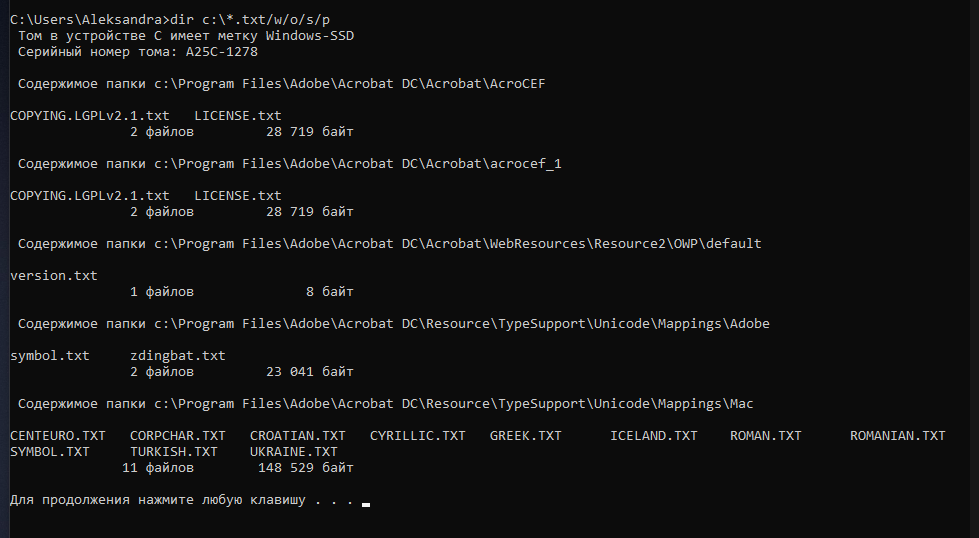 C:\Users\Aleksandra>dir c:\*.txt/w/o/s/p
Том в устройстве C имеет метку Windows-SSD
Серийный номер тома: A25C-1278
Содержимое папки c:\Program Files\Adobe\Acrobat DC\Acrobat\AcroCEF
COPYING.LGPLv2.1.txt   LICENSE.txt
2 файлов         28 719 байт
Содержимое папки c:\Program Files\Adobe\Acrobat DC\Acrobat\acrocef_1
COPYING.LGPLv2.1.txt   LICENSE.txt
2 файлов         28 719 байт
Содержимое папки c:\Program Files\Adobe\Acrobat DC\Acrobat\WebResources\Resource2\OWP\default
version.txt
1 файлов              8 байт
Содержимое папки c:\Program Files\Adobe\Acrobat DC\Resource\TypeSupport\Unicode\Mappings\Adobe
symbol.txt     zdingbat.txt
2 файлов         23 041 байт
Содержимое папки c:\Program Files\Adobe\Acrobat DC\Resource\TypeSupport\Unicode\Mappings\Mac
CENTEURO.TXT   CORPCHAR.TXT   CROATIAN.TXT   CYRILLIC.TXT   GREEK.TXT      ICELAND.TXT    ROMAN.TXT      ROMANIAN.TXT
SYMBOL.TXT     TURKISH.TXT    UKRAINE.TXT
11 файлов        148 529 байт
Для продолжения нажмите любую клавишу . . .